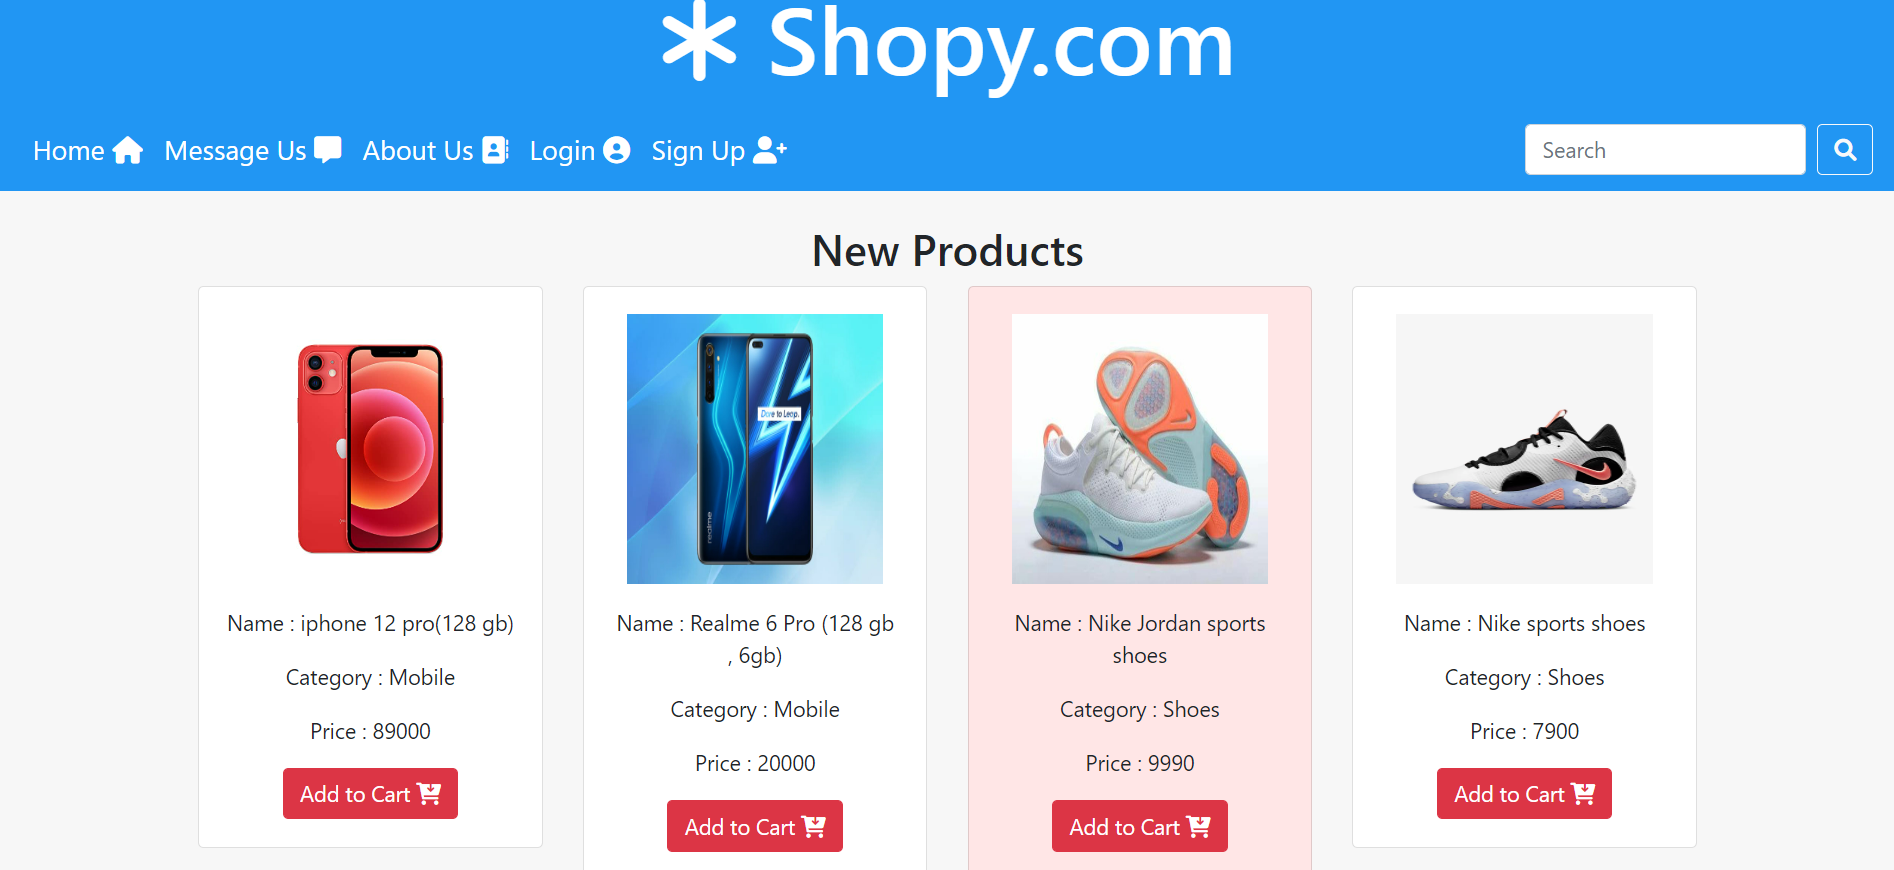 Shopy.com
Home Message Us About Us Login Sign Up Search
New Products
Dare to Leap.
realme
Name : iphone 12 pro(128 gb)
Category : Mobile
Price : 89000
Add to Cart
Name : Realme 6 Pro (128 gb
, 6gb)
Category : Mobile
Price : 20000
Add to Cart
Name : Nike Jordan sports
shoes
Category : Shoes
Price : 9990
Add to Cart
Name : Nike sports shoes
Category : Shoes
Price : 7900
Add to Cart